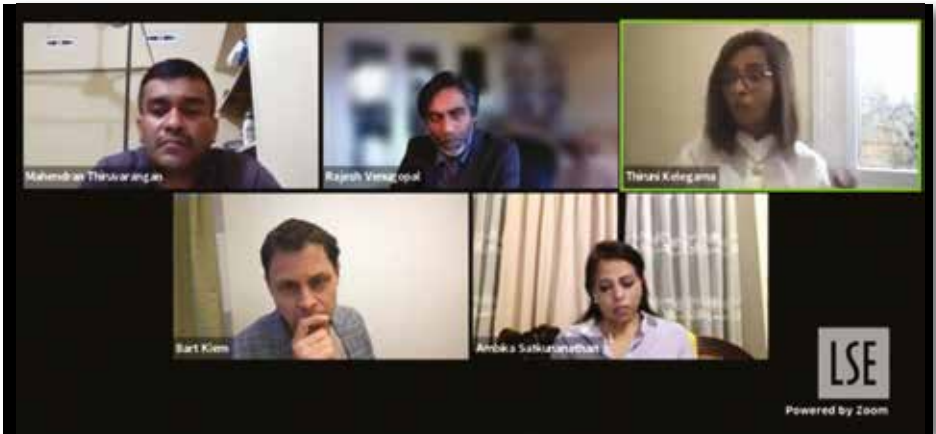 Mahendran Thiruvarangan
Rajesh Venugopal
Thiruni Kelegama
Bart Klem
Ambika Satkunanathan
LSE
Powered by Zoom